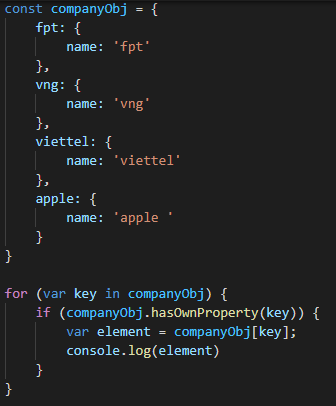 const companyObj = {
    fpt: {
        name: 'fpt'
    },
    vng: {
        name: 'vng'
    },
    viettel: {
        name: 'viettel'
    },
    apple: {
        name: 'apple '
    }
}

for (var key in companyObj) {
    if (companyObj.hasOwnProperty(key)) {
        var element = companyObj[key];
        console.log(element)
    }
}